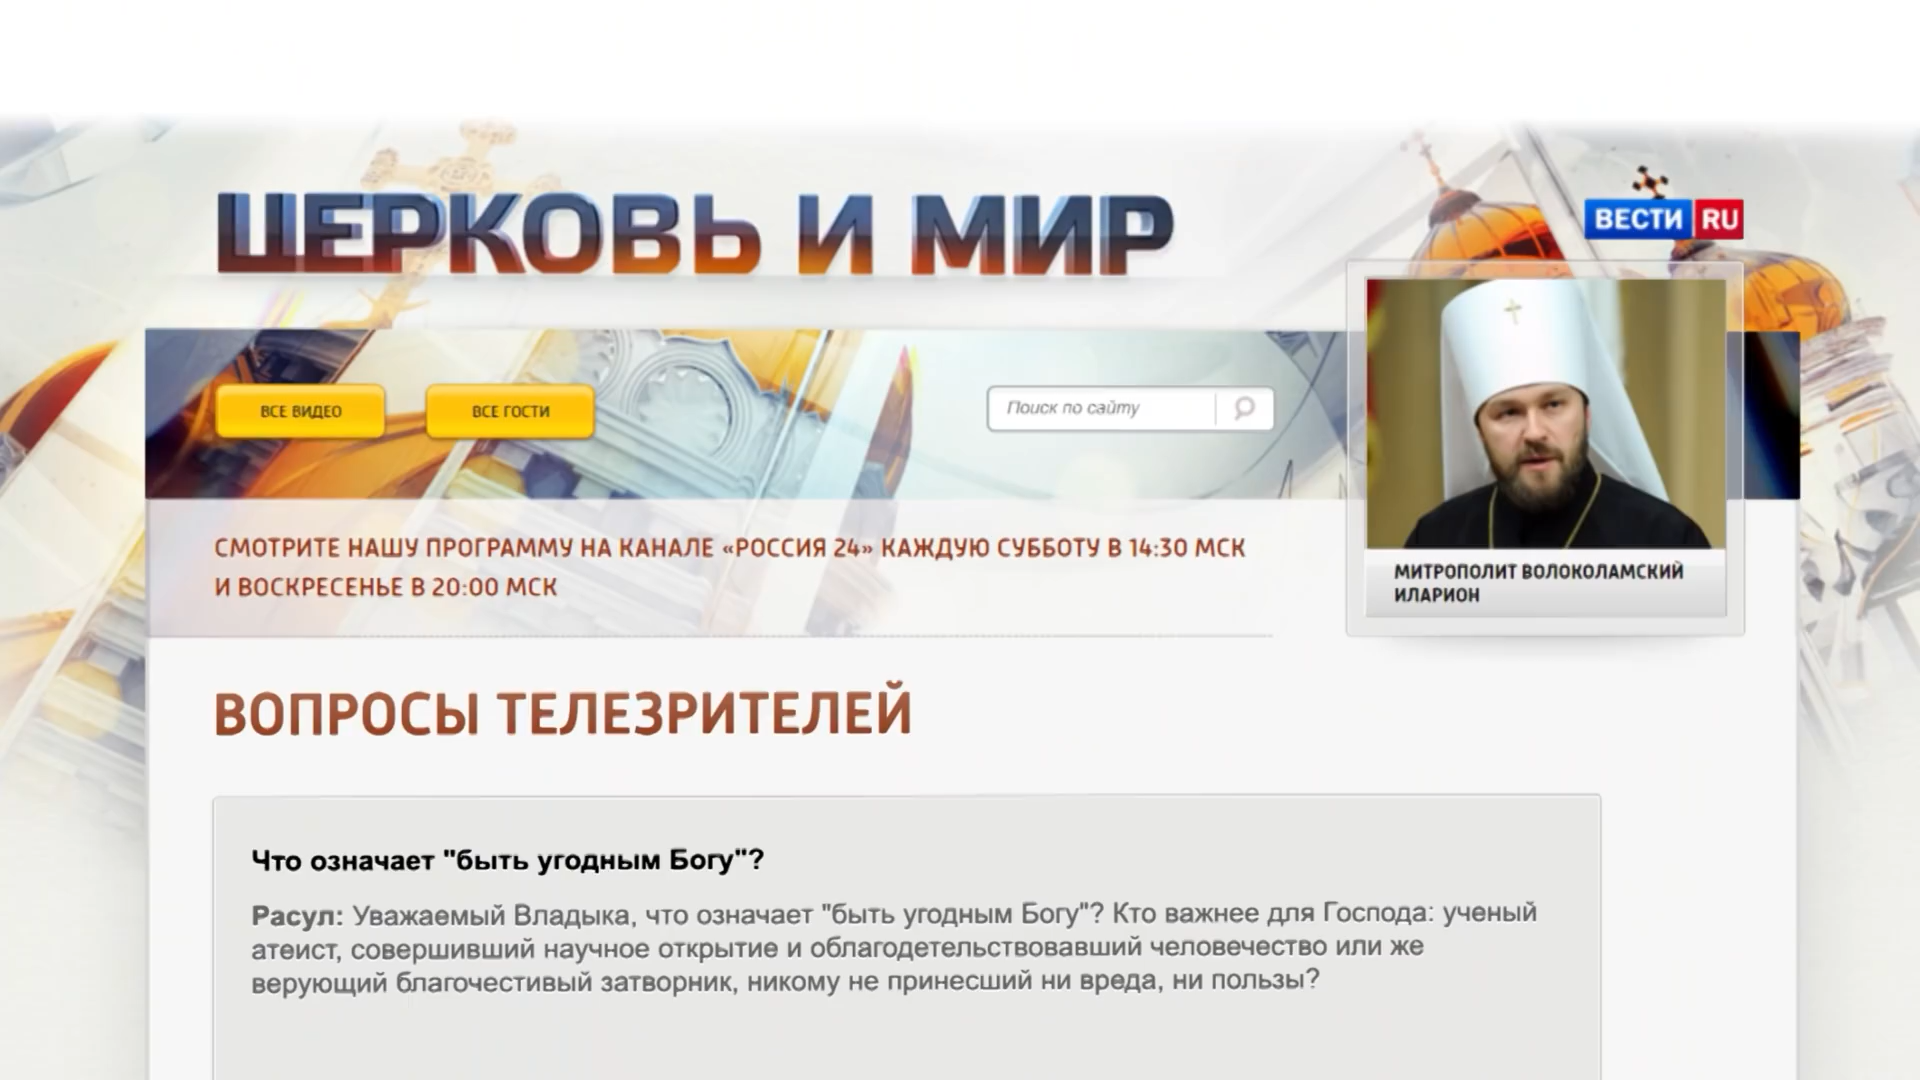 ЦЕРКОВЬ И МИР
ВЕСТИ RU
ВСЕ ВИДЕО
ВСЕ ГОСТИ
Поиск по сайту
СМОТРИТЕ НАШУ ПРОГРАММУ НА КАНАЛЕ «РОССИЯ 24» КАЖДУЮ СУББОТУ В 14:30 МСК
И ВОСКРЕСЕНЬЕ В 20:00 МСК
МИТРОПОЛИТ ВОЛОКОЛАМСКИЙ
ИЛАРИОН
ВОПРОСЫ ТЕЛЕЗРИТЕЛЕЙ
Что означает "быть угодным Богу"?
Расул: Уважаемый Владыка, что означает "быть угодным Богу"? Кто важнее для Господа: ученый
атеист, совершивший научное открытие и облагодетельствовавший человечество или же
верующий благочестивый затворник, никому не принесший ни вреда, ни пользы?